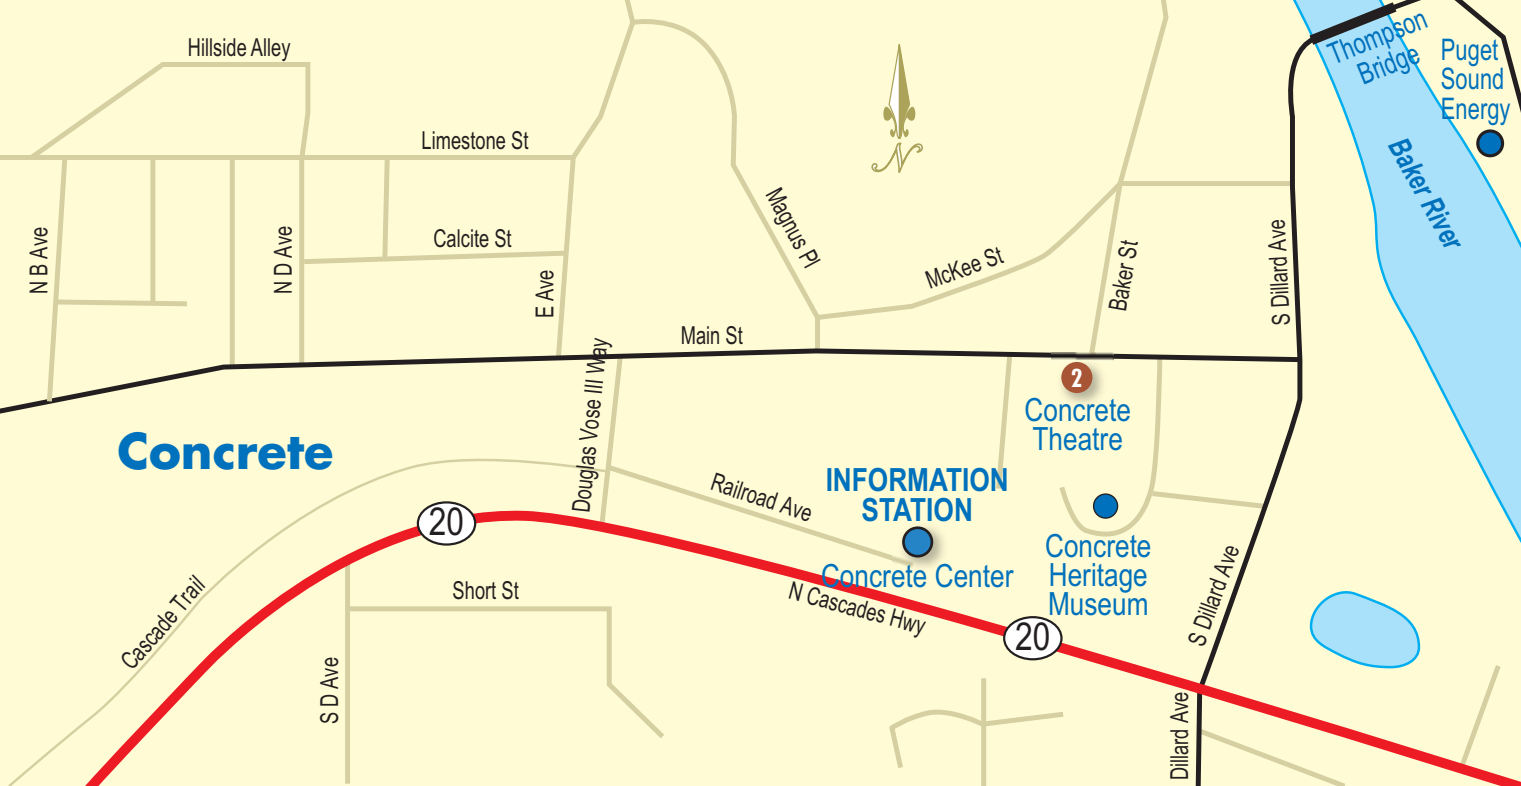 Hillside Alley
Thompson
Bridge
Puget
Sound
Energy
Limestone St
N
Baker River
N B Ave
N D Ave
Calcite St
E Ave
Magnus Pl
McKee St
Baker St
S Dillard Ave
Main St
Douglas Vose III Way
2
Concrete
Theatre
Concrete
Railroad Ave
INFORMATION
STATION
Concrete Center
20
Concrete
Heritage
Museum
Cascade Trail
Short St
N Cascades Hwy
20
S Dillard Ave
S D Ave
Dillard Ave